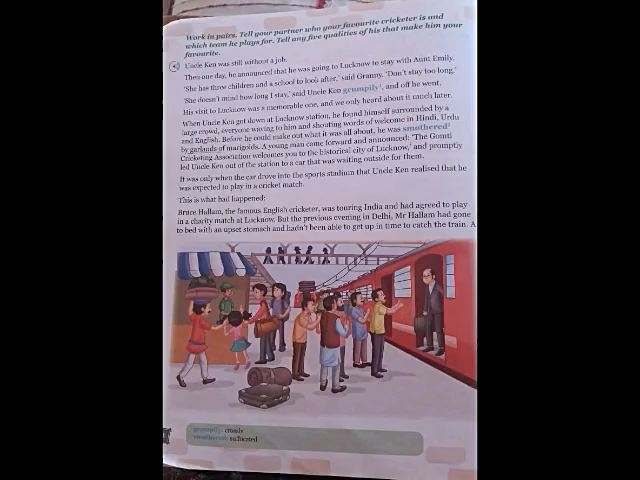 Work in pairs. Tell your partner who your favourite cricketer is and
which team he plays for. Tell any five qualities of his that make him your
favourite.
Uncle Ken was still without a job.
Then one day, he announced that he was going to Lucknow to stay with Aunt Emily.
'She has three children and a school to look after,' said Granny. 'Don't stay too long.'
'She doesn't mind how long I stay,' said Uncle Ken grumpily¹, and off he went.
His visit to Lucknow was a memorable one, and we only heard about it much later.
When Uncle Ken got down at Lucknow station, he found himself surrounded by a
large crowd, everyone waving to him and shouting words of welcome in Hindi, Urdu
and English. Before he could make out what it was all about, he was smothered²
by garlands of marigolds. A young man came forward and announced: 'The Gomti
Cricketing Association welcomes you to the historical city of Lucknow,' and promptly
led Uncle Ken out of the station to a car that was waiting outside for them.
It was only when the car drove into the sports stadium that Uncle Ken realised that he
was expected to play in a cricket match.
This is what had happened:
Bruce Hallam, the famous English cricketer, was touring India and had agreed to play
in a charity match at Lucknow. But the previous evening in Delhi, Mr Hallam had gone
to bed with an upset stomach and hadn't been able to get up in time to catch the train. A
grumpily: crossly
smothered: suffocated